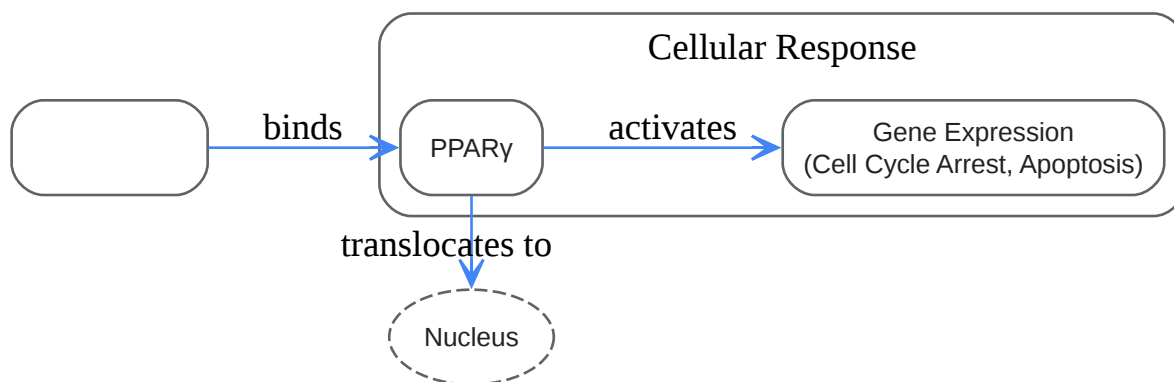 Cellular Response
binds
PPARγ
activates
Gene Expression
(Cell Cycle Arrest, Apoptosis)
translocates to
Nucleus